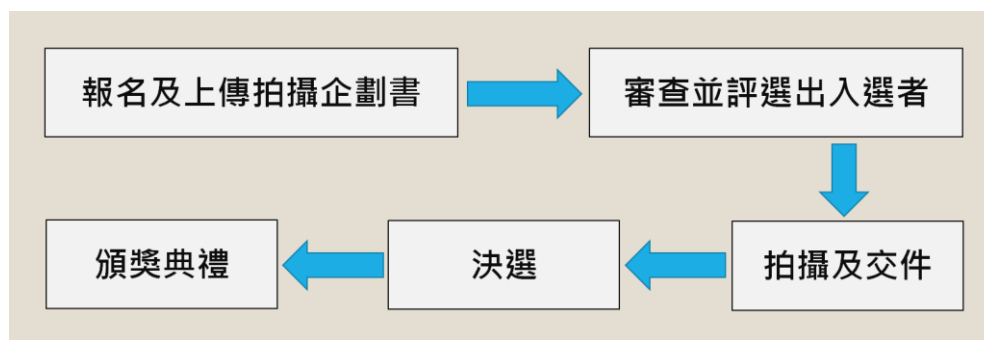 報名及上傳拍攝企劃書
審查並評選出入選者
拍攝及交件
決選
頒獎典禮